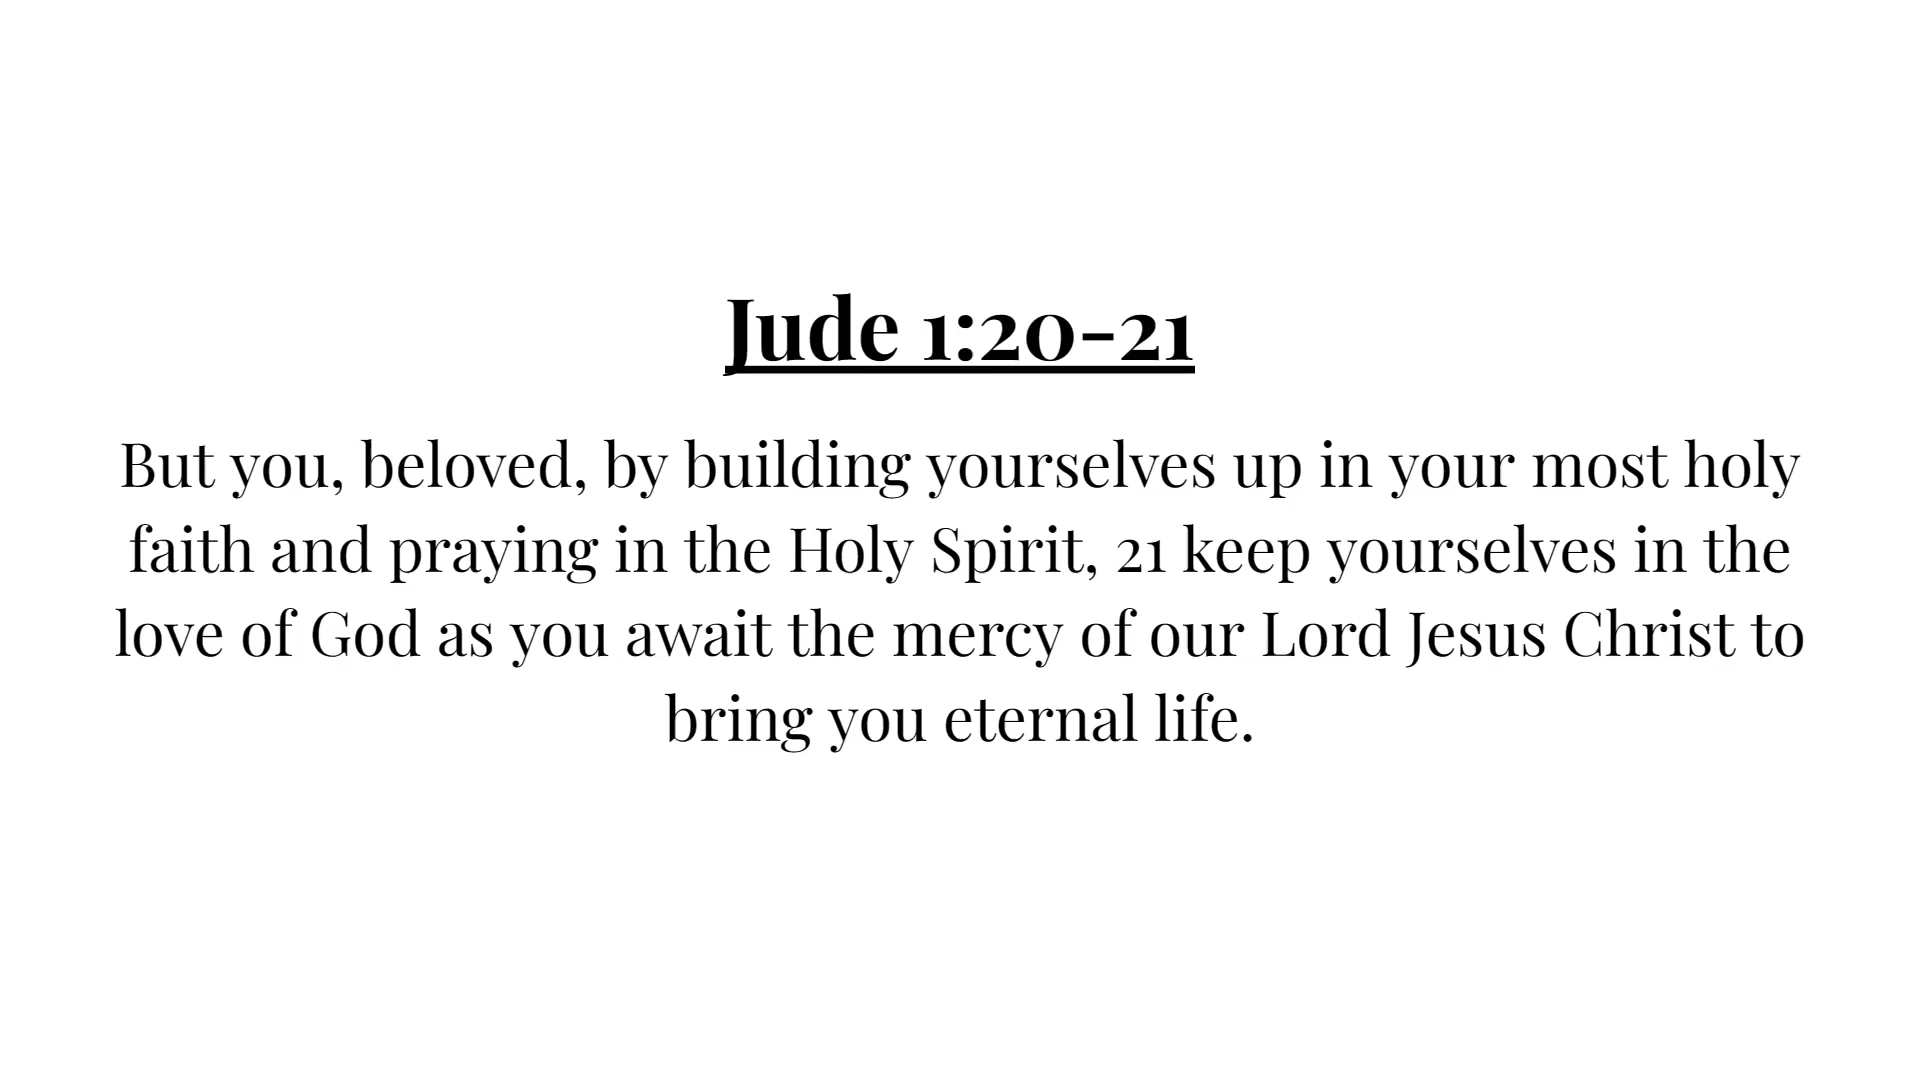 Jude 1:20-21
But you, beloved, by building yourselves up in your most holy
faith and praying in the Holy Spirit, 21 keep yourselves in the
love of God as you await the mercy of our Lord Jesus Christ to
bring you eternal life.